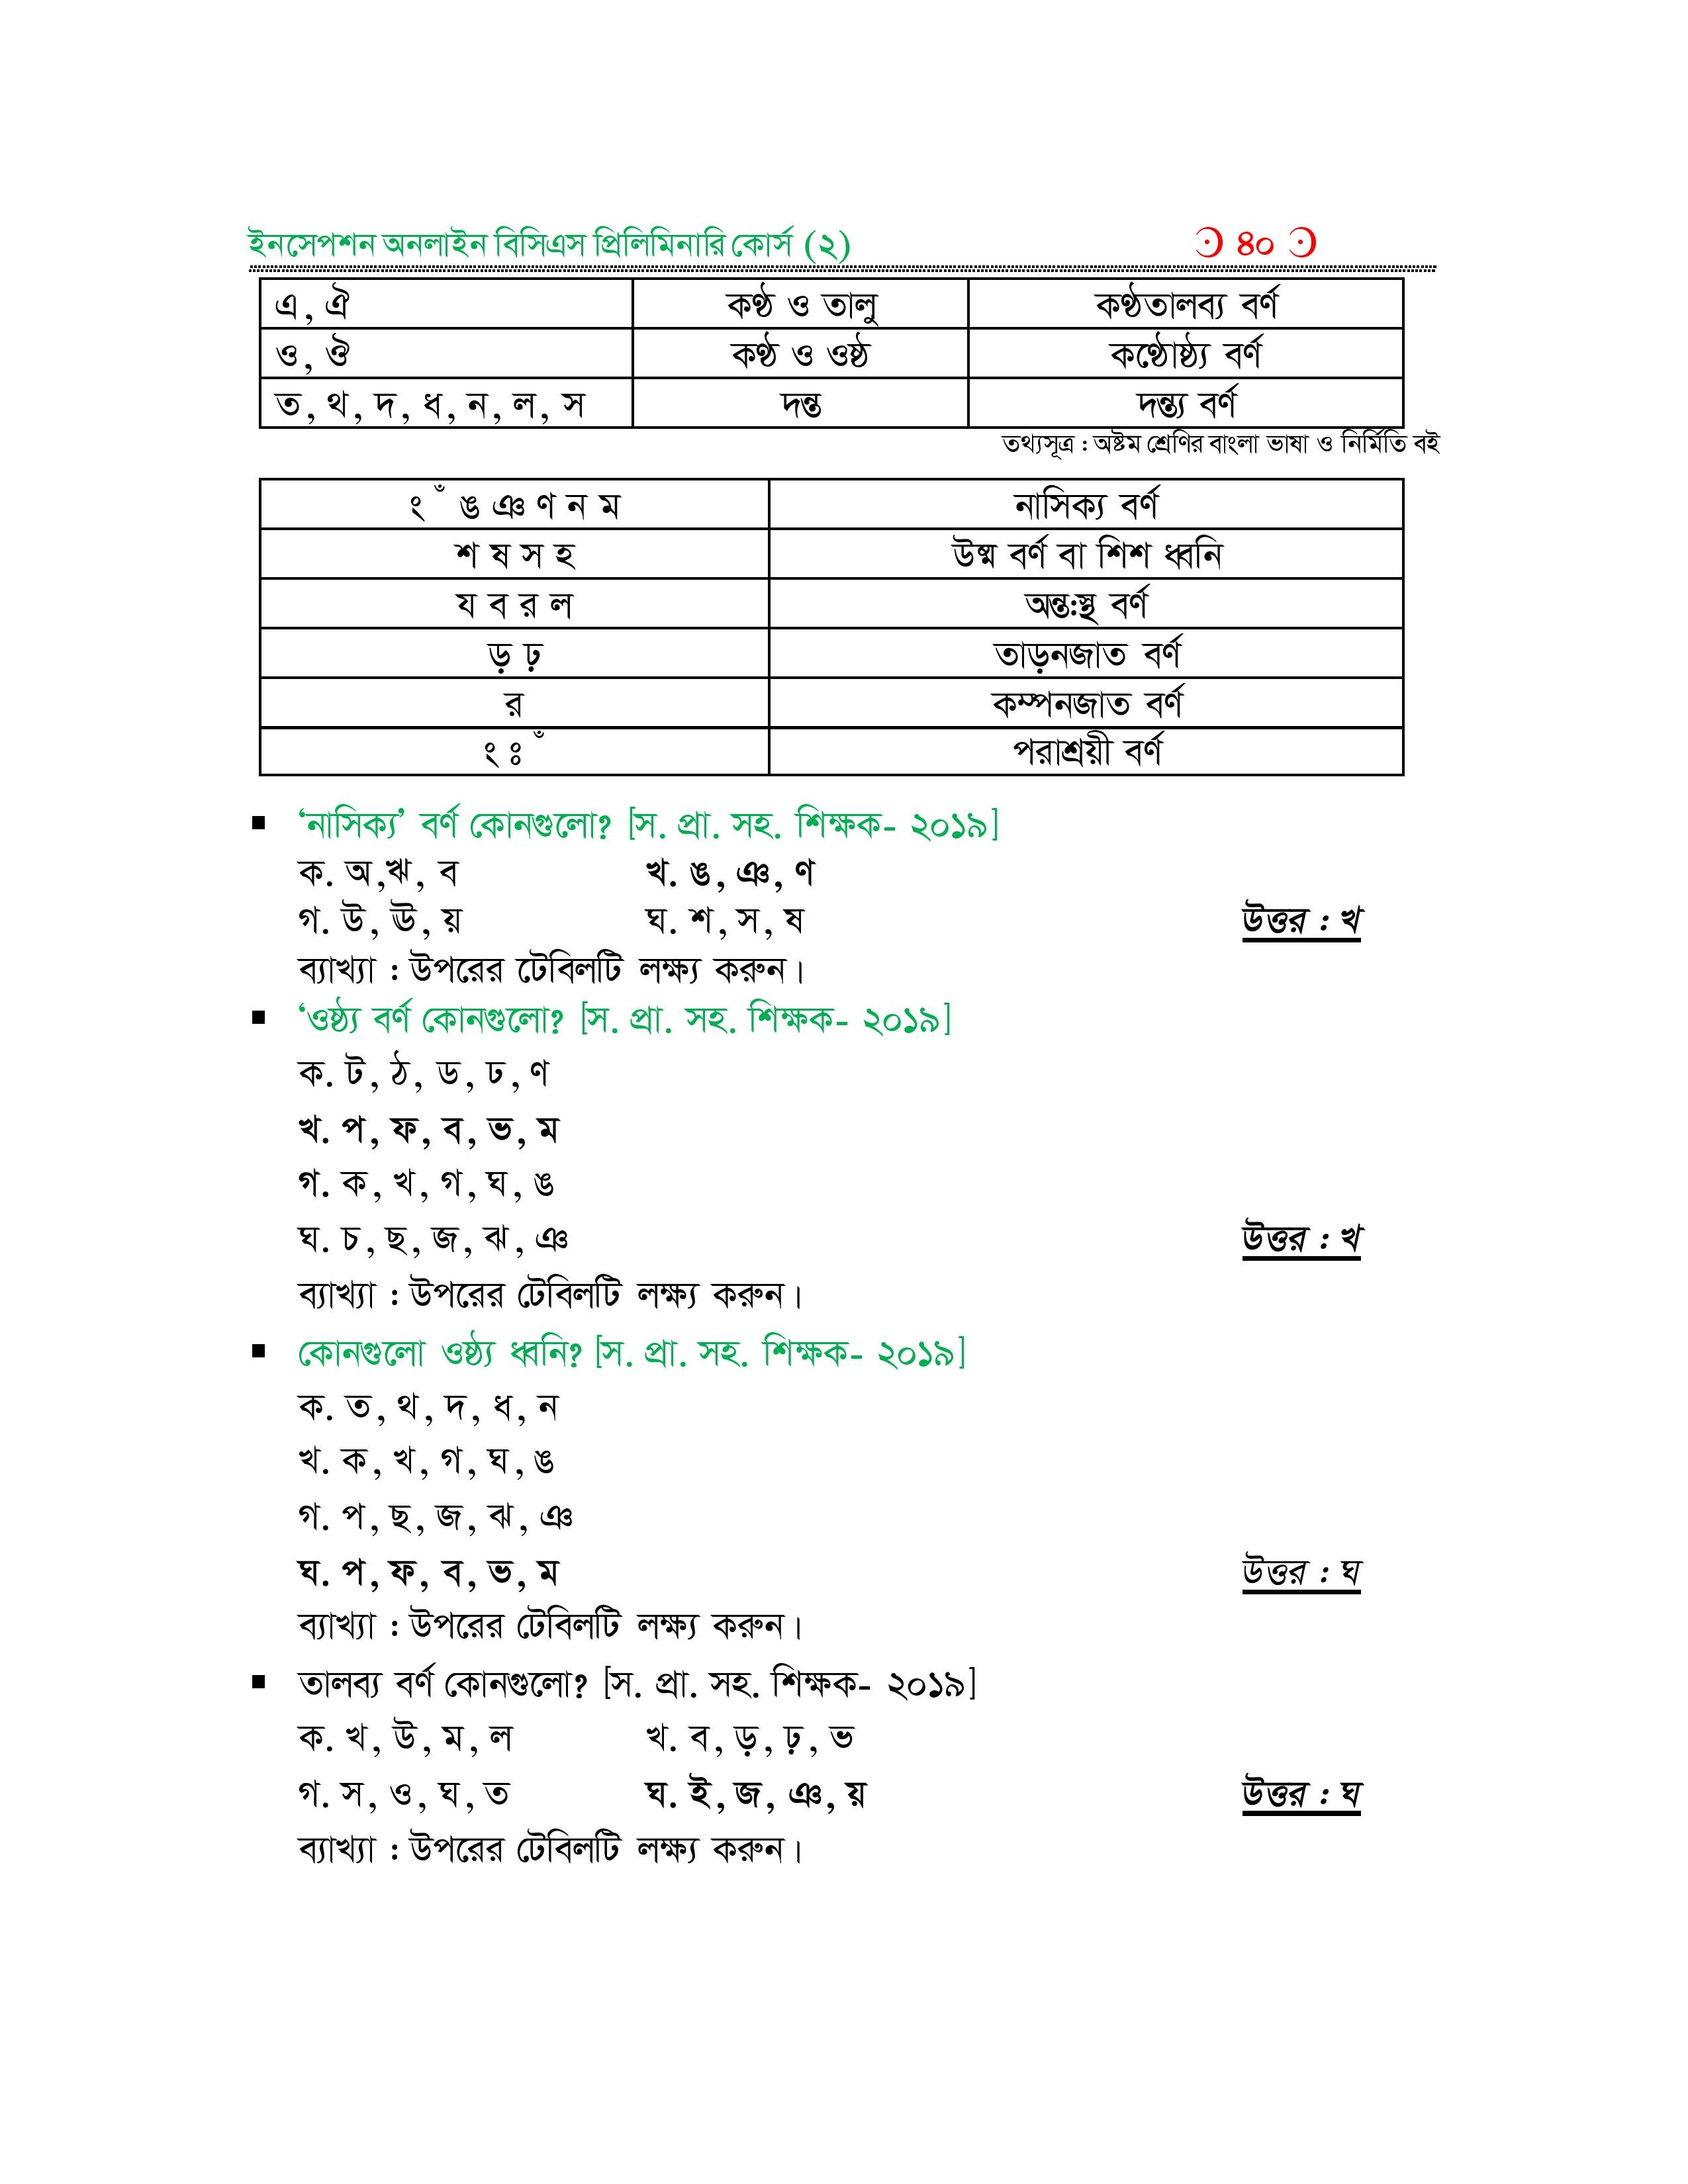 ইনসেপশন অনলাইন বিসিএস প্রিলিমিনারি কোর্স (২) ৪০
এ, ঐ কণ্ঠ ও তালু কণ্ঠতালব্য বর্ণ
ও, ঔ কণ্ঠ ও ওষ্ঠ কণ্ঠোষ্ঠ্য বর্ণ
ত, থ, দ, ধ, ন, ল, স দন্ত দন্ত্য বর্ণ
তথ্যসূত্র : অষ্টম শ্রেণির বাংলা ভাষা ও নির্মিতি বই
ং ঁ ঙ ঞ ণ ন ম নাসিক্য বর্ণ
শ ষ স হ উষ্ম বর্ণ বা শিশ ধ্বনি
য ব র ল অন্ত:স্থ বর্ণ
ড় ঢ় তাড়নজাত বর্ণ
র কম্পনজাত বর্ণ
ং ঃ ঁ পরাশ্রয়ী বর্ণ
▪ ‘নাসিক্য’ বর্ণ কোনগুলো? [স. প্রা. সহ. শিক্ষক- ২০১৯]
ক. অ,ঋ, ব খ. ঙ, ঞ, ণ
গ. উ, ঊ, য় ঘ. শ, স, ষ উত্তর : খ
ব্যাখ্যা : উপরের টেবিলটি লক্ষ্য করুন।
▪ ‘ওষ্ঠ্য বর্ণ কোনগুলো? [স. প্রা. সহ. শিক্ষক- ২০১৯]
ক. ট, ঠ, ড, ঢ, ণ
খ. প, ফ, ব, ভ, ম
গ. ক, খ, গ, ঘ, ঙ
ঘ. চ, ছ, জ, ঝ, ঞ উত্তর : খ
ব্যাখ্যা : উপরের টেবিলটি লক্ষ্য করুন।
▪ কোনগুলো ওষ্ঠ্য ধ্বনি? [স. প্রা. সহ. শিক্ষক- ২০১৯]
ক. ত, থ, দ, ধ, ন
খ. ক, খ, গ, ঘ, ঙ
গ. প, ছ, জ, ঝ, ঞ
ঘ. প, ফ, ব, ভ, ম উত্তর : ঘ
ব্যাখ্যা : উপরের টেবিলটি লক্ষ্য করুন।
▪ তালব্য বর্ণ কোনগুলো? [স. প্রা. সহ. শিক্ষক- ২০১৯]
ক. খ, উ, ম, ল খ. ব, ড়, ঢ়, ভ
গ. স, ও, ঘ, ত ঘ. ই, জ, ঞ, য় উত্তর : ঘ
ব্যাখ্যা : উপরের টেবিলটি লক্ষ্য করুন।